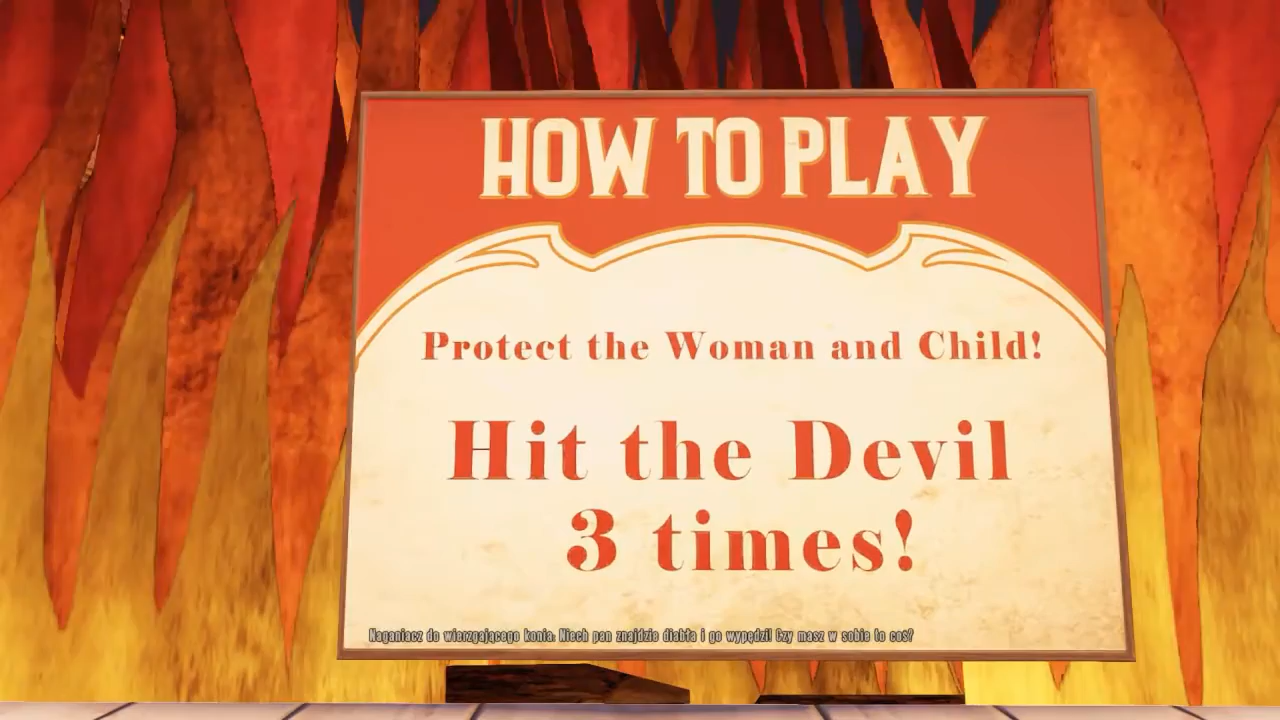 HOW TO PLAY
Protect the Woman and Child!
Hit the Devil
3 times!
Naganiacz do wierzgającego konia: Niech pan znajdzie diabła i go wypędzi! Czy masz w sobie to coś?